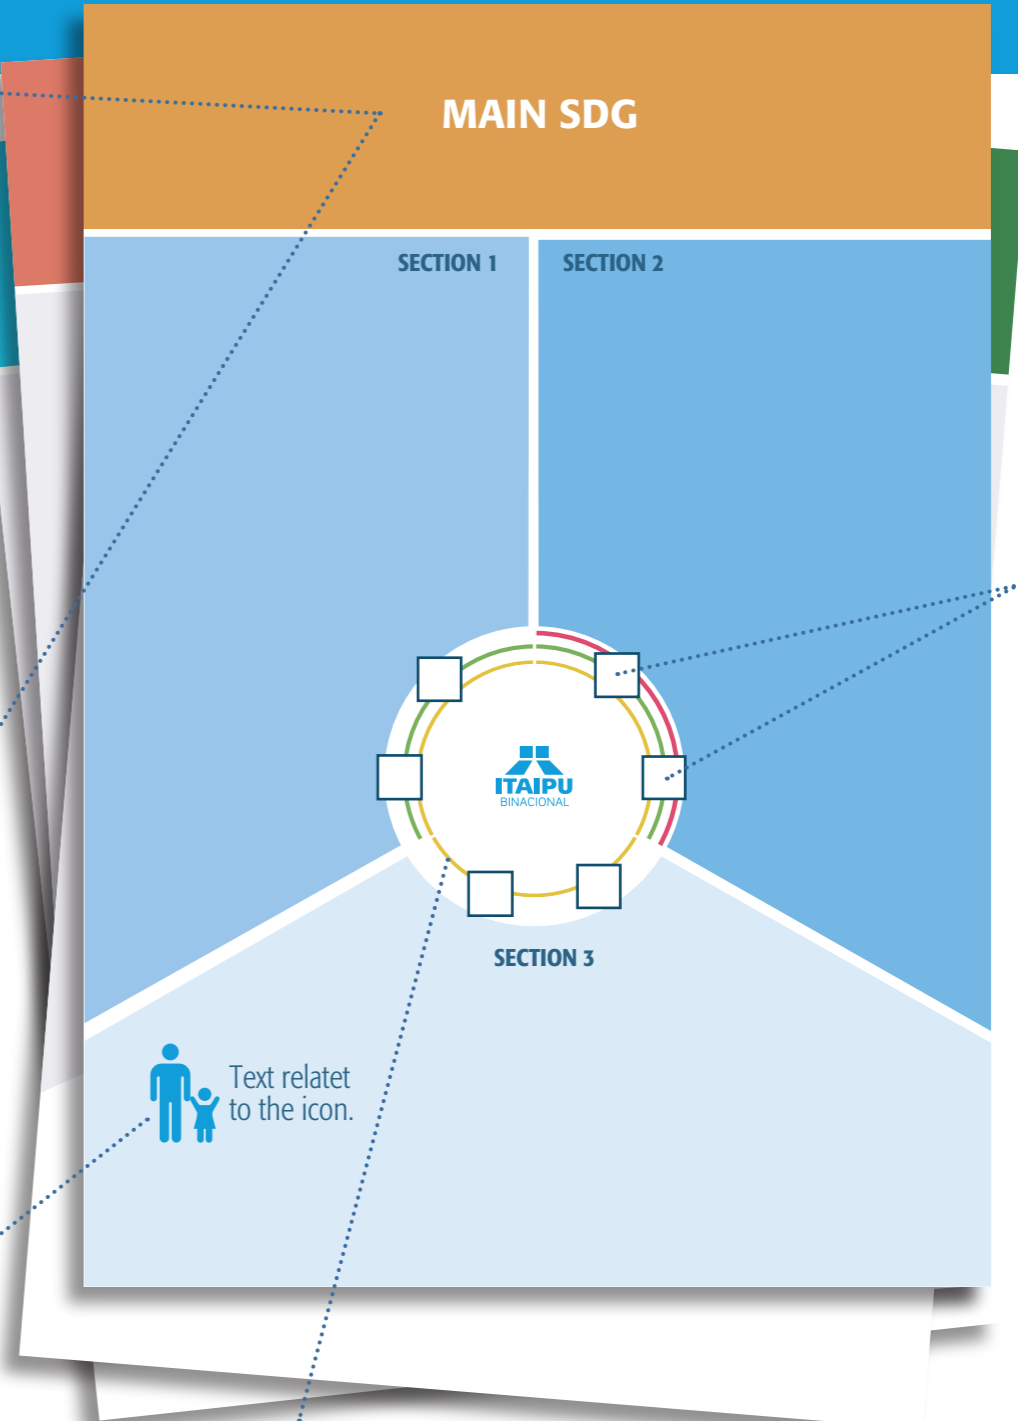 MAIN SDG
SECTION 1
SECTION 2
ITAIPU
BINACIONAL
SECTION 3
Text relatet
to the icon.